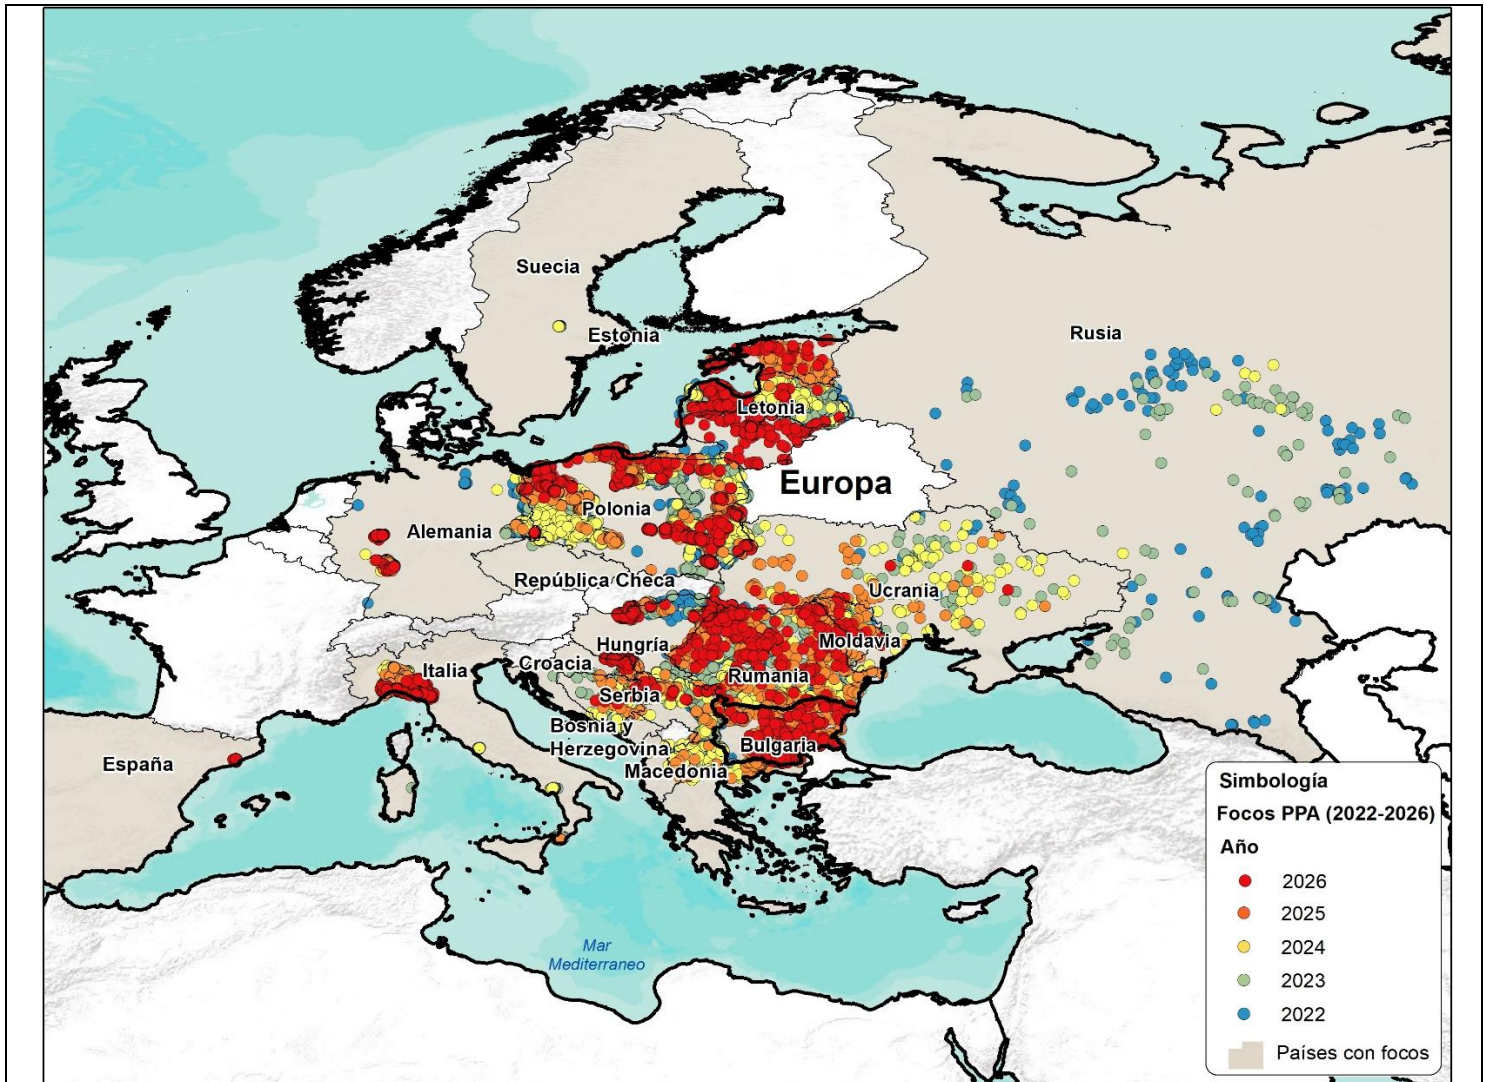 Suecia
Estonia
Rusia
Letonia
Europa
Polonia
Alemania
República Checa
Ucrania
Hungría
Moldavia
Croacia
Italia
Rumania
Serbia
Bosnia y
Herzegovina
Bulgaria
España
Macedonia
Mar
Mediterraneo
Simbología
Focos PPA (2022-2026)
Año
2026
2025
2024
2023
2022
Países con focos